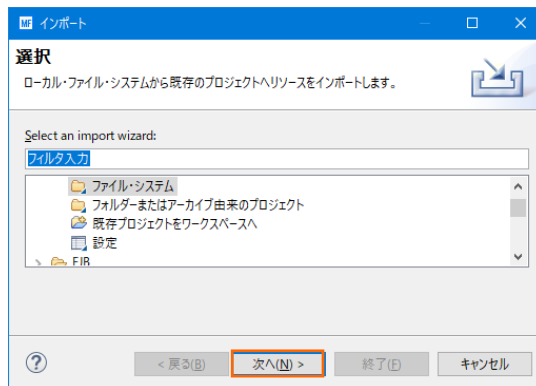 MF インポート
選択
ローカル・ファイル・システムから既存のプロジェクトへリソースをインポートします。
Select an import wizard:
フィルタ入力
ファイル・システム
フォルダーまたはアーカイブ由来のプロジェクト
既存プロジェクトをワークスペースへ
設定
EJB
?
< 戻る(B)
次へ(N) >
終了(F)
キャンセル